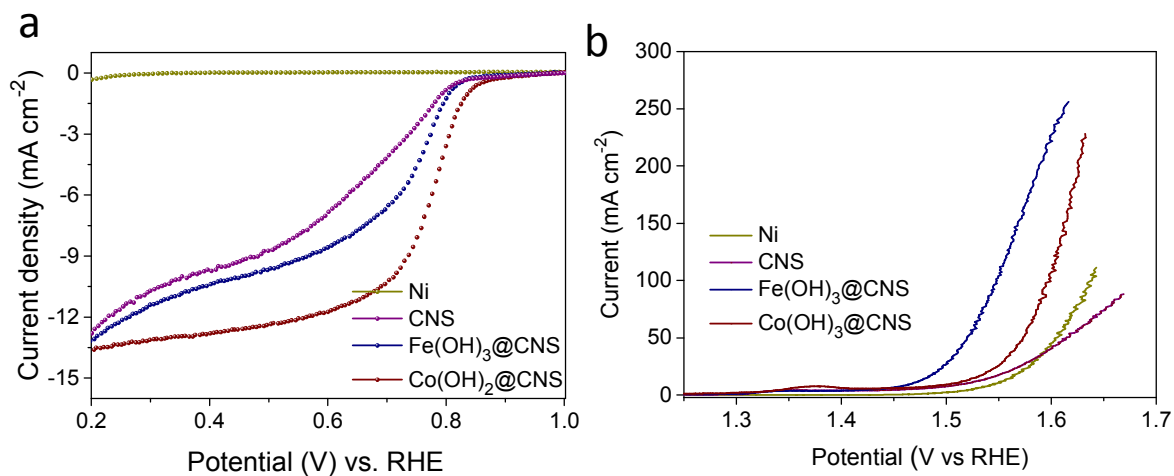 a
0
-3
-6
-9
-12
-15
0.2 0.4 0.6 0.8 1.0
Current density (mA cm⁻²)
Potential (V) vs. RHE
Ni
CNS
Fe(OH)₃@CNS
Co(OH)₂@CNS
b
300
250
200
150
100
50
0
1.3 1.4 1.5 1.6 1.7
Current (mA cm⁻²)
Potential (V vs RHE)
Ni
CNS
Fe(OH)₃@CNS
Co(OH)₃@CNS